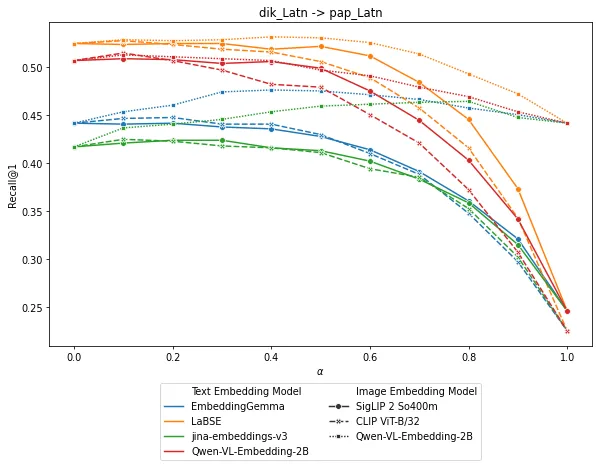 dik_Latn -> pap_Latn
Recall@1
0.50
0.45
0.40
0.35
0.30
0.25
0.0 0.2 0.4 0.6 0.8 1.0
α
Text Embedding Model
EmbeddingGemma
LaBSE
jina-embeddings-v3
Qwen-VL-Embedding-2B
Image Embedding Model
SigLIP 2 So400m
CLIP ViT-B/32
Qwen-VL-Embedding-2B